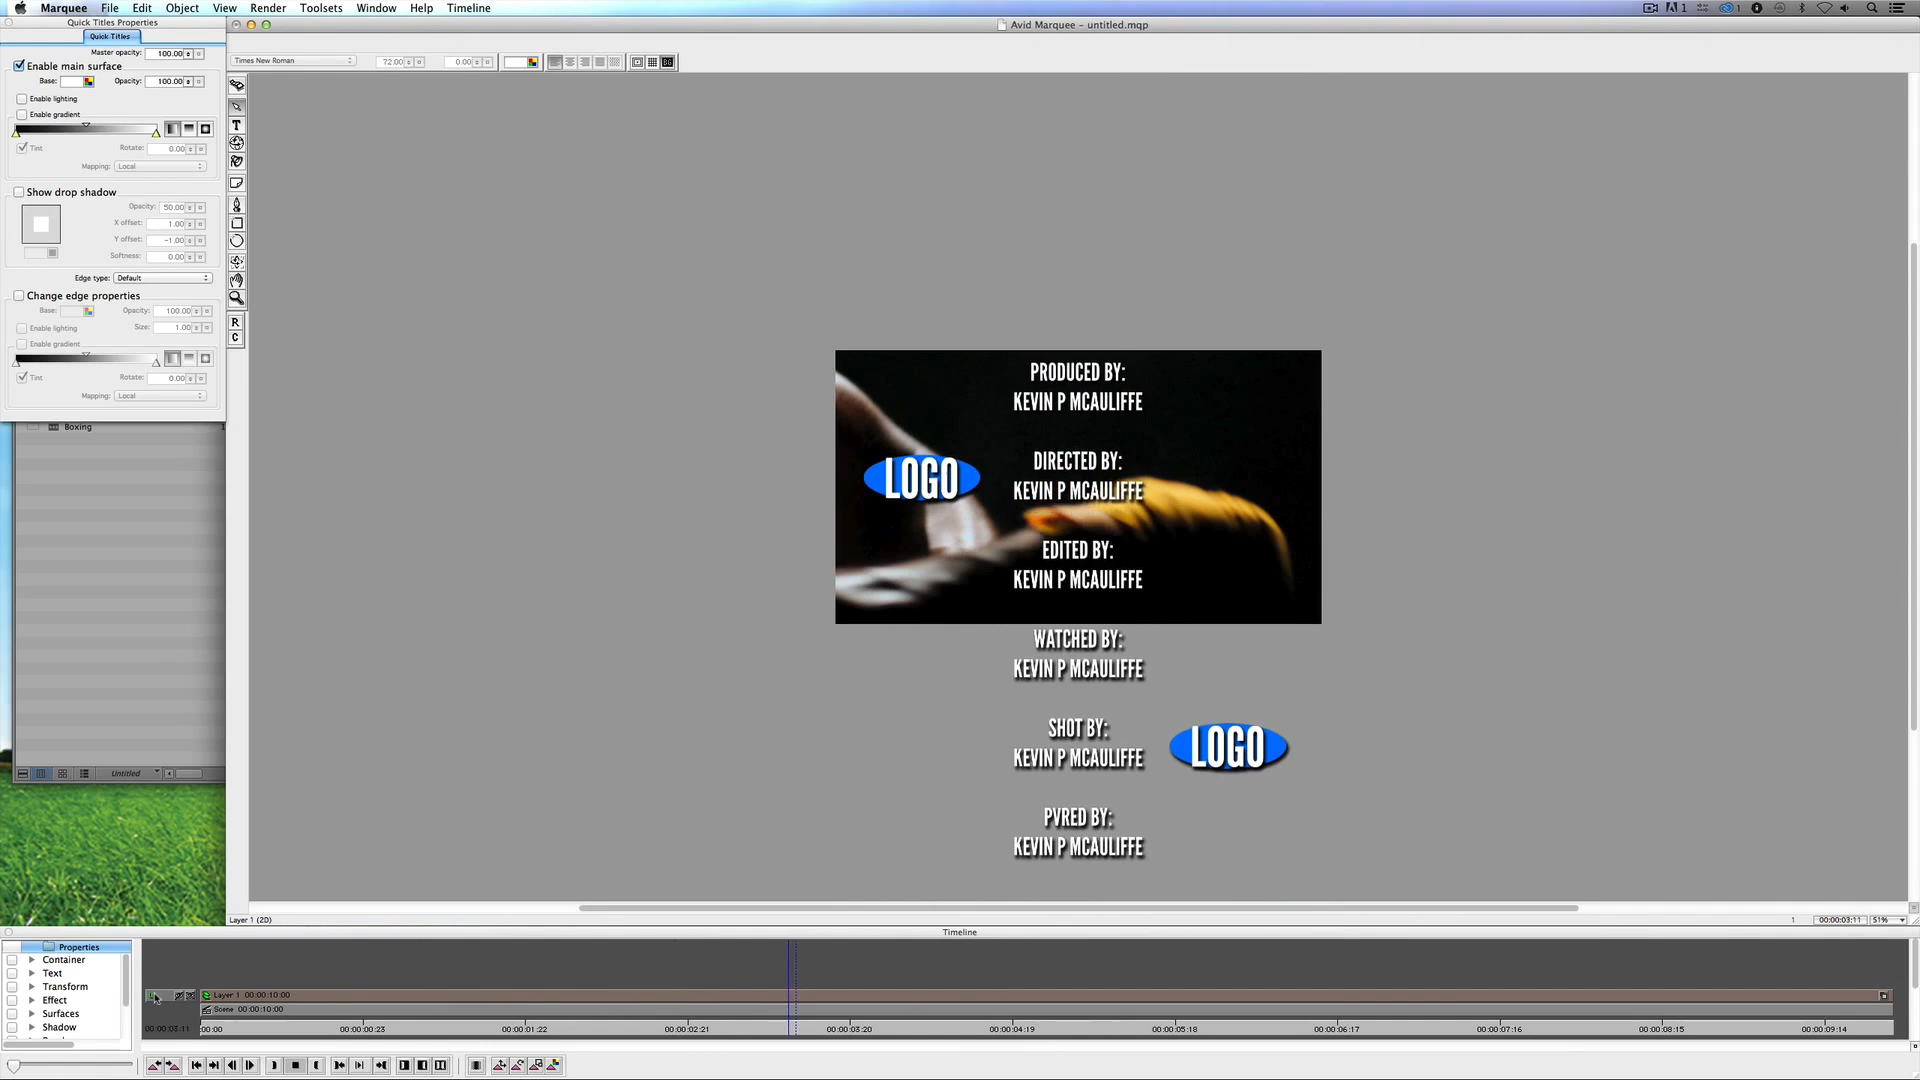 Marquee File Edit Object View Render Toolsets Window Help Timeline
1
1
Quick Titles Properties
Avid Marquee - untitled.mqp
Quick Titles
Master opacity: 100.00
Times New Roman 72.00 0.00
BG
Enable main surface
Base: Opacity: 100.00
Enable lighting
Enable gradient
Tint Rotate: 0.00
Mapping: Local
Show drop shadow
Opacity: 50.00
X offset: 1.00
Y offset: -1.00
Softness: 0.00
Edge type: Default
Change edge properties
Base: Opacity: 100.00
Enable lighting Size: 1.00
Enable gradient
Tint Rotate: 0.00
Mapping: Local
T
R
C
Boxing
Untitled
PRODUCED BY:
KEVIN P MCAULIFFE
DIRECTED BY:
KEVIN P MCAULIFFE
LOGO
EDITED BY:
KEVIN P MCAULIFFE
WATCHED BY:
KEVIN P MCAULIFFE
SHOT BY:
KEVIN P MCAULIFFE
LOGO
PVRED BY:
KEVIN P MCAULIFFE
Layer 1 (2D) 1 00:00:03:11 51%
Timeline
Properties
Container
Text
Transform
Effect
Surfaces
Shadow
Layer 1 00:00:10:00
Scene 00:00:10:00
00:00:03:11 :00:00 00:00:00:23 00:00:01:22 00:00:02:21 00:00:03:20 00:00:04:19 00:00:05:18 00:00:06:17 00:00:07:16 00:00:08:15 00:00:09:14